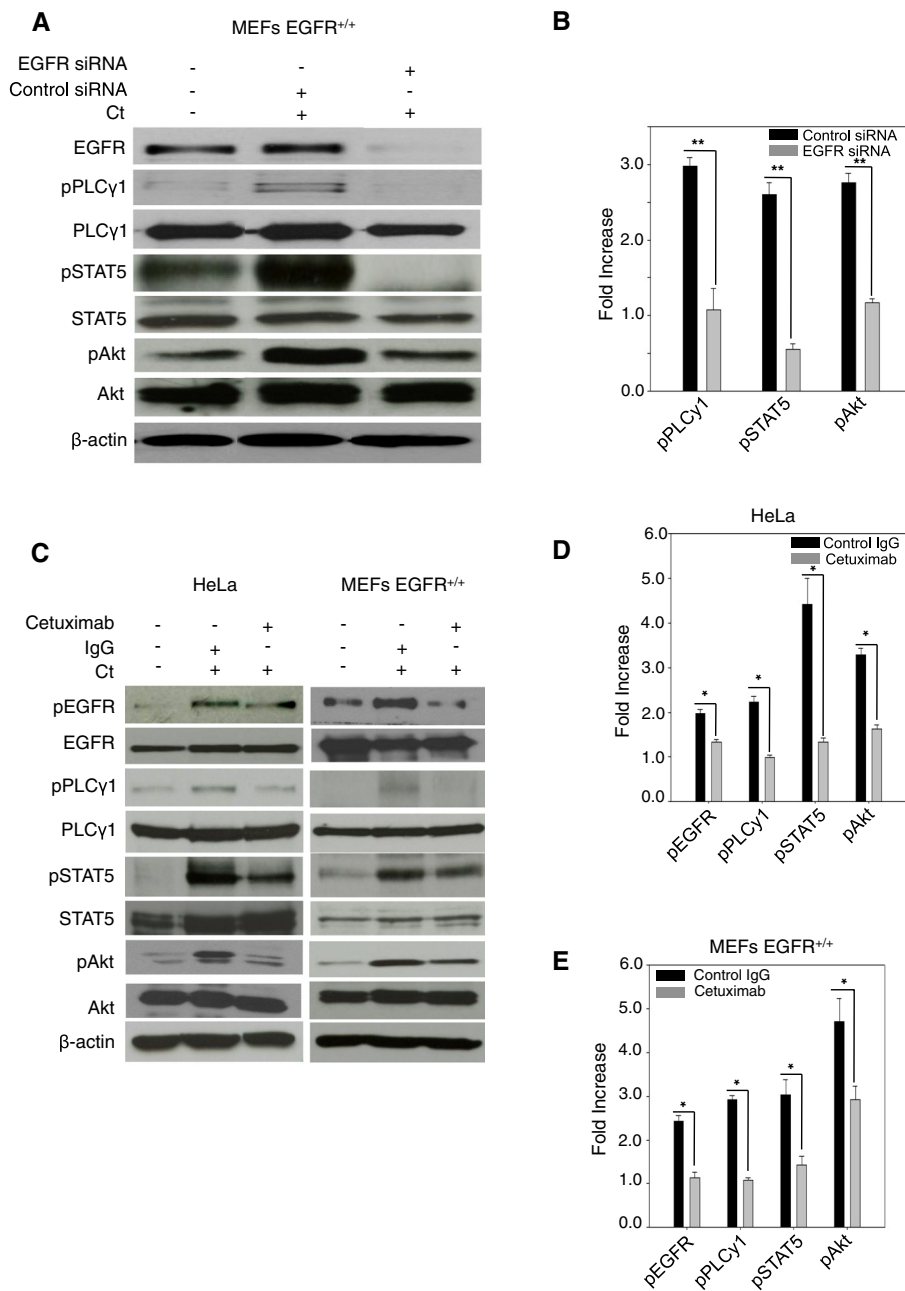 A
MEFs EGFR+/+
EGFR siRNA - - +
Control siRNA - + -
Ct - + +
EGFR
pPLCγ1
PLCγ1
pSTAT5
STAT5
pAkt
Akt
β-actin
B
Control siRNA
EGFR siRNA
Fold Increase
3.0
2.0
1.0
0.0
** ** **
pPLCy1 pSTAT5 pAkt
C
HeLa MEFs EGFR+/+
Cetuximab - - + - - +
IgG - + - - + -
Ct - + + - + +
pEGFR
EGFR
pPLCγ1
PLCγ1
pSTAT5
STAT5
pAkt
Akt
β-actin
D
HeLa
Control IgG
Cetuximab
Fold Increase
6.0
5.0
4.0
3.0
2.0
1.0
0.0
* * * *
pEGFR pPLCy1 pSTAT5 pAkt
E
MEFs EGFR+/+
Control IgG
Cetuximab
Fold Increase
6.0
5.0
4.0
3.0
2.0
1.0
0.0
* * * *
pEGFR pPLCy1 pSTAT5 pAkt